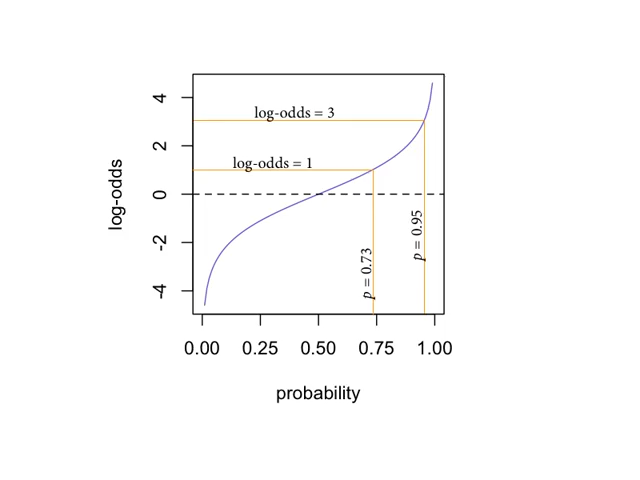 log-odds
4
2
0
-2
-4
log-odds = 3
log-odds = 1
p = 0.73
p = 0.95
0.00 0.25 0.50 0.75 1.00
probability